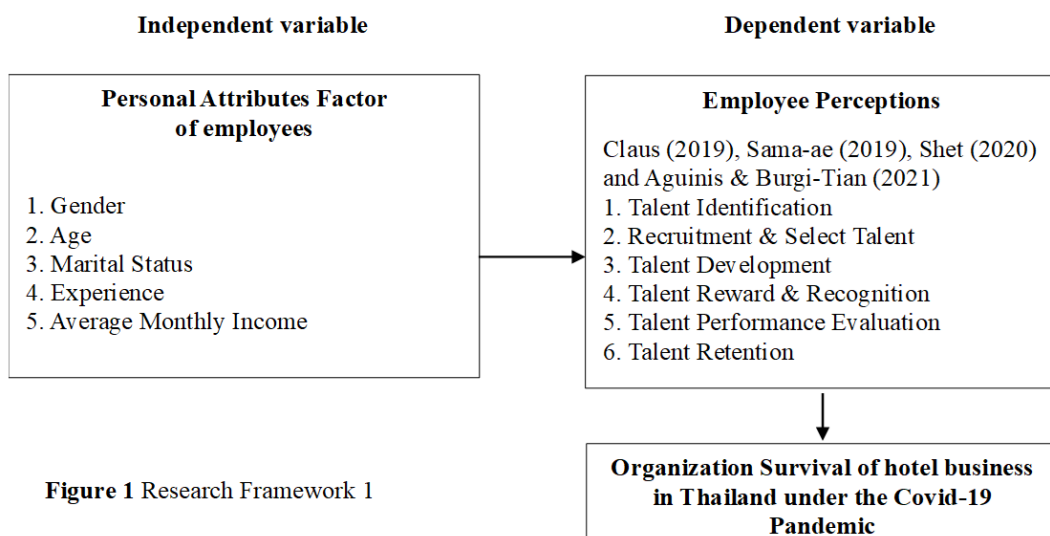 Independent variable
Personal Attributes Factor
of employees
1. Gender
2. Age
3. Marital Status
4. Experience
5. Average Monthly Income
Dependent variable
Employee Perceptions
Claus (2019), Sama-ae (2019), Shet (2020)
and Aguinis & Burgi-Tian (2021)
1. Talent Identification
2. Recruitment & Select Talent
3. Talent Development
4. Talent Reward & Recognition
5. Talent Performance Evaluation
6. Talent Retention
Organization Survival of hotel business
in Thailand under the Covid-19
Pandemic
Figure 1 Research Framework 1